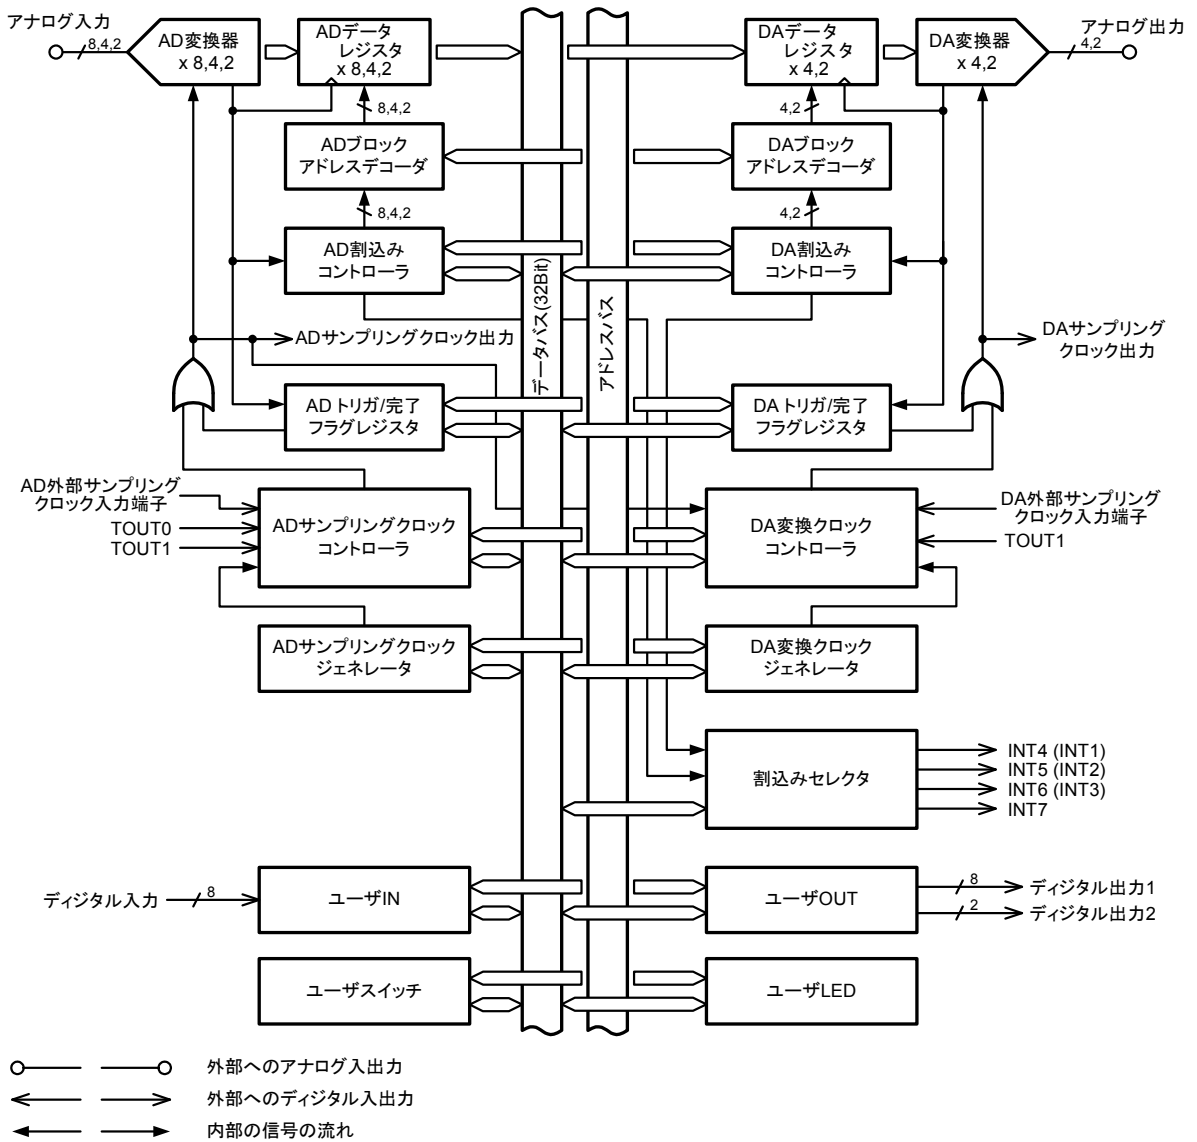 アナログ入力
8,4,2
AD変換器
x 8,4,2
ADデータ
レジスタ
x 8,4,2
DAデータ
レジスタ
x 4,2
DA変換器
x 4,2
アナログ出力
4,2
8,4,2
4,2
ADブロック
アドレスデコーダ
DAブロック
アドレスデコーダ
8,4,2
4,2
AD割込み
コントローラ
DA割込み
コントローラ
データバス(32Bit)
アドレスバス
ADサンプリングクロック出力
DAサンプリング
クロック出力
AD トリガ/完了
フラグレジスタ
DA トリガ/完了
フラグレジスタ
AD外部サンプリング
クロック入力端子
TOUT0
TOUT1
ADサンプリングクロック
コントローラ
DA変換クロック
コントローラ
DA外部サンプリング
クロック入力端子
TOUT1
ADサンプリングクロック
ジェネレータ
DA変換クロック
ジェネレータ
割込みセレクタ
INT4 (INT1)
INT5 (INT2)
INT6 (INT3)
INT7
ディジタル入力
8
ユーザIN
ユーザOUT
8
ディジタル出力1
2
ディジタル出力2
ユーザスイッチ
ユーザLED
外部へのアナログ入出力
外部へのディジタル入出力
内部の信号の流れ